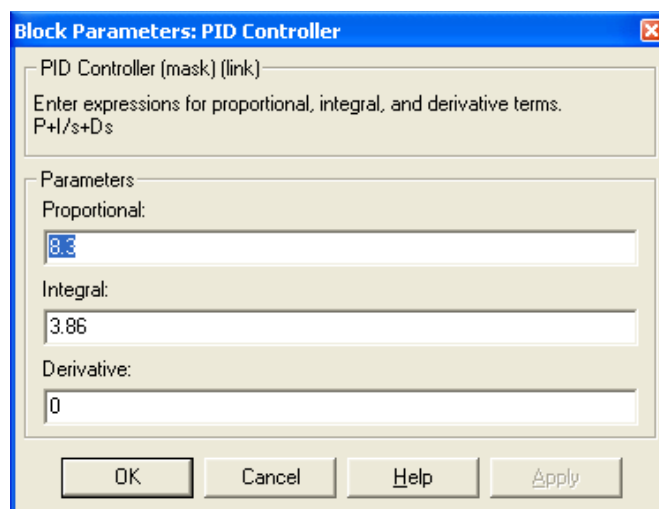 Block Parameters: PID Controller
PID Controller (mask) (link)
Enter expressions for proportional, integral, and derivative terms.
P+I/s+Ds
Parameters
Proportional:
8.3
Integral:
3.86
Derivative:
0
OK Cancel Help Apply